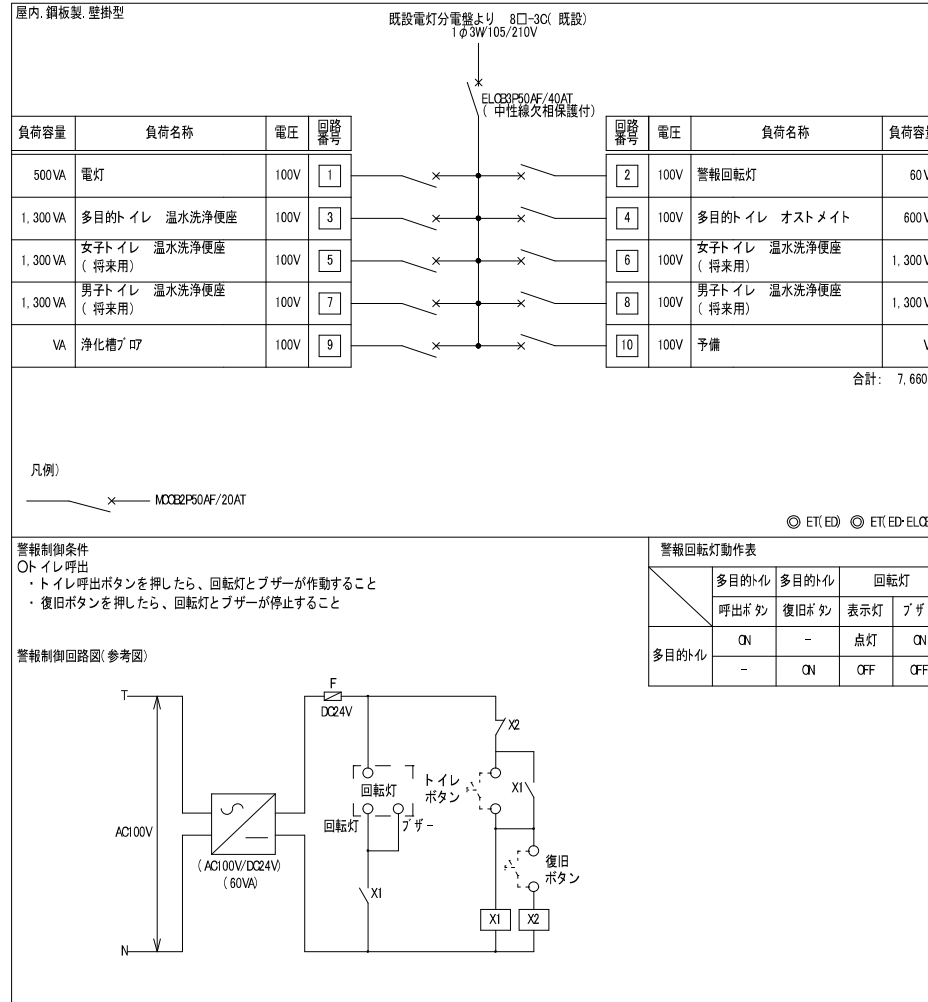 屋内.鋼板製.壁掛型
既設電灯分電盤より 8□-3C(既設)
1φ3W105/210V
ELCB3P50AF/40AT
(中性線欠相保護付)
負荷容量 負荷名称 電圧 回路番号
回路番号 電圧 負荷名称
500VA 電灯 100V 1
2 100V 警報回転灯 60
1,300VA 多目的トイレ 温水洗浄便座 100V 3
4 100V 多目的トイレ オストメイト 600
1,300VA 女子トイレ 温水洗浄便座 (将来用) 100V 5
6 100V 女子トイレ 温水洗浄便座 (将来用) 1,300
1,300VA 男子トイレ 温水洗浄便座 (将来用) 100V 7
8 100V 男子トイレ 温水洗浄便座 (将来用) 1,300
VA 浄化槽ブロア 100V 9
10 100V 予備
合計: 7,660
凡例)
MCCB2P50AF/20AT
◎ ET(ED) ◎ ET(ED・ELCB
警報制御条件
○トイレ呼出
・トイレ呼出ボタンを押したら、回転灯とブザーが作動すること
・復旧ボタンを押したら、回転灯とブザーが停止すること
警報回転灯動作表
多目的トイレ 多目的トイレ 回転灯
呼出ボタン 復旧ボタン 表示灯 ブザ
多目的トイレ
ON - 点灯 ON
- ON OFF OFF
警報制御回路図(参考図)
T
F
DC24V
X2
回転灯
トイレ
ボタン
X1
回転灯
ブザー
AC100V
(AC100V/DC24V)
(60VA)
復旧
ボタン
X1
X1
X2
N